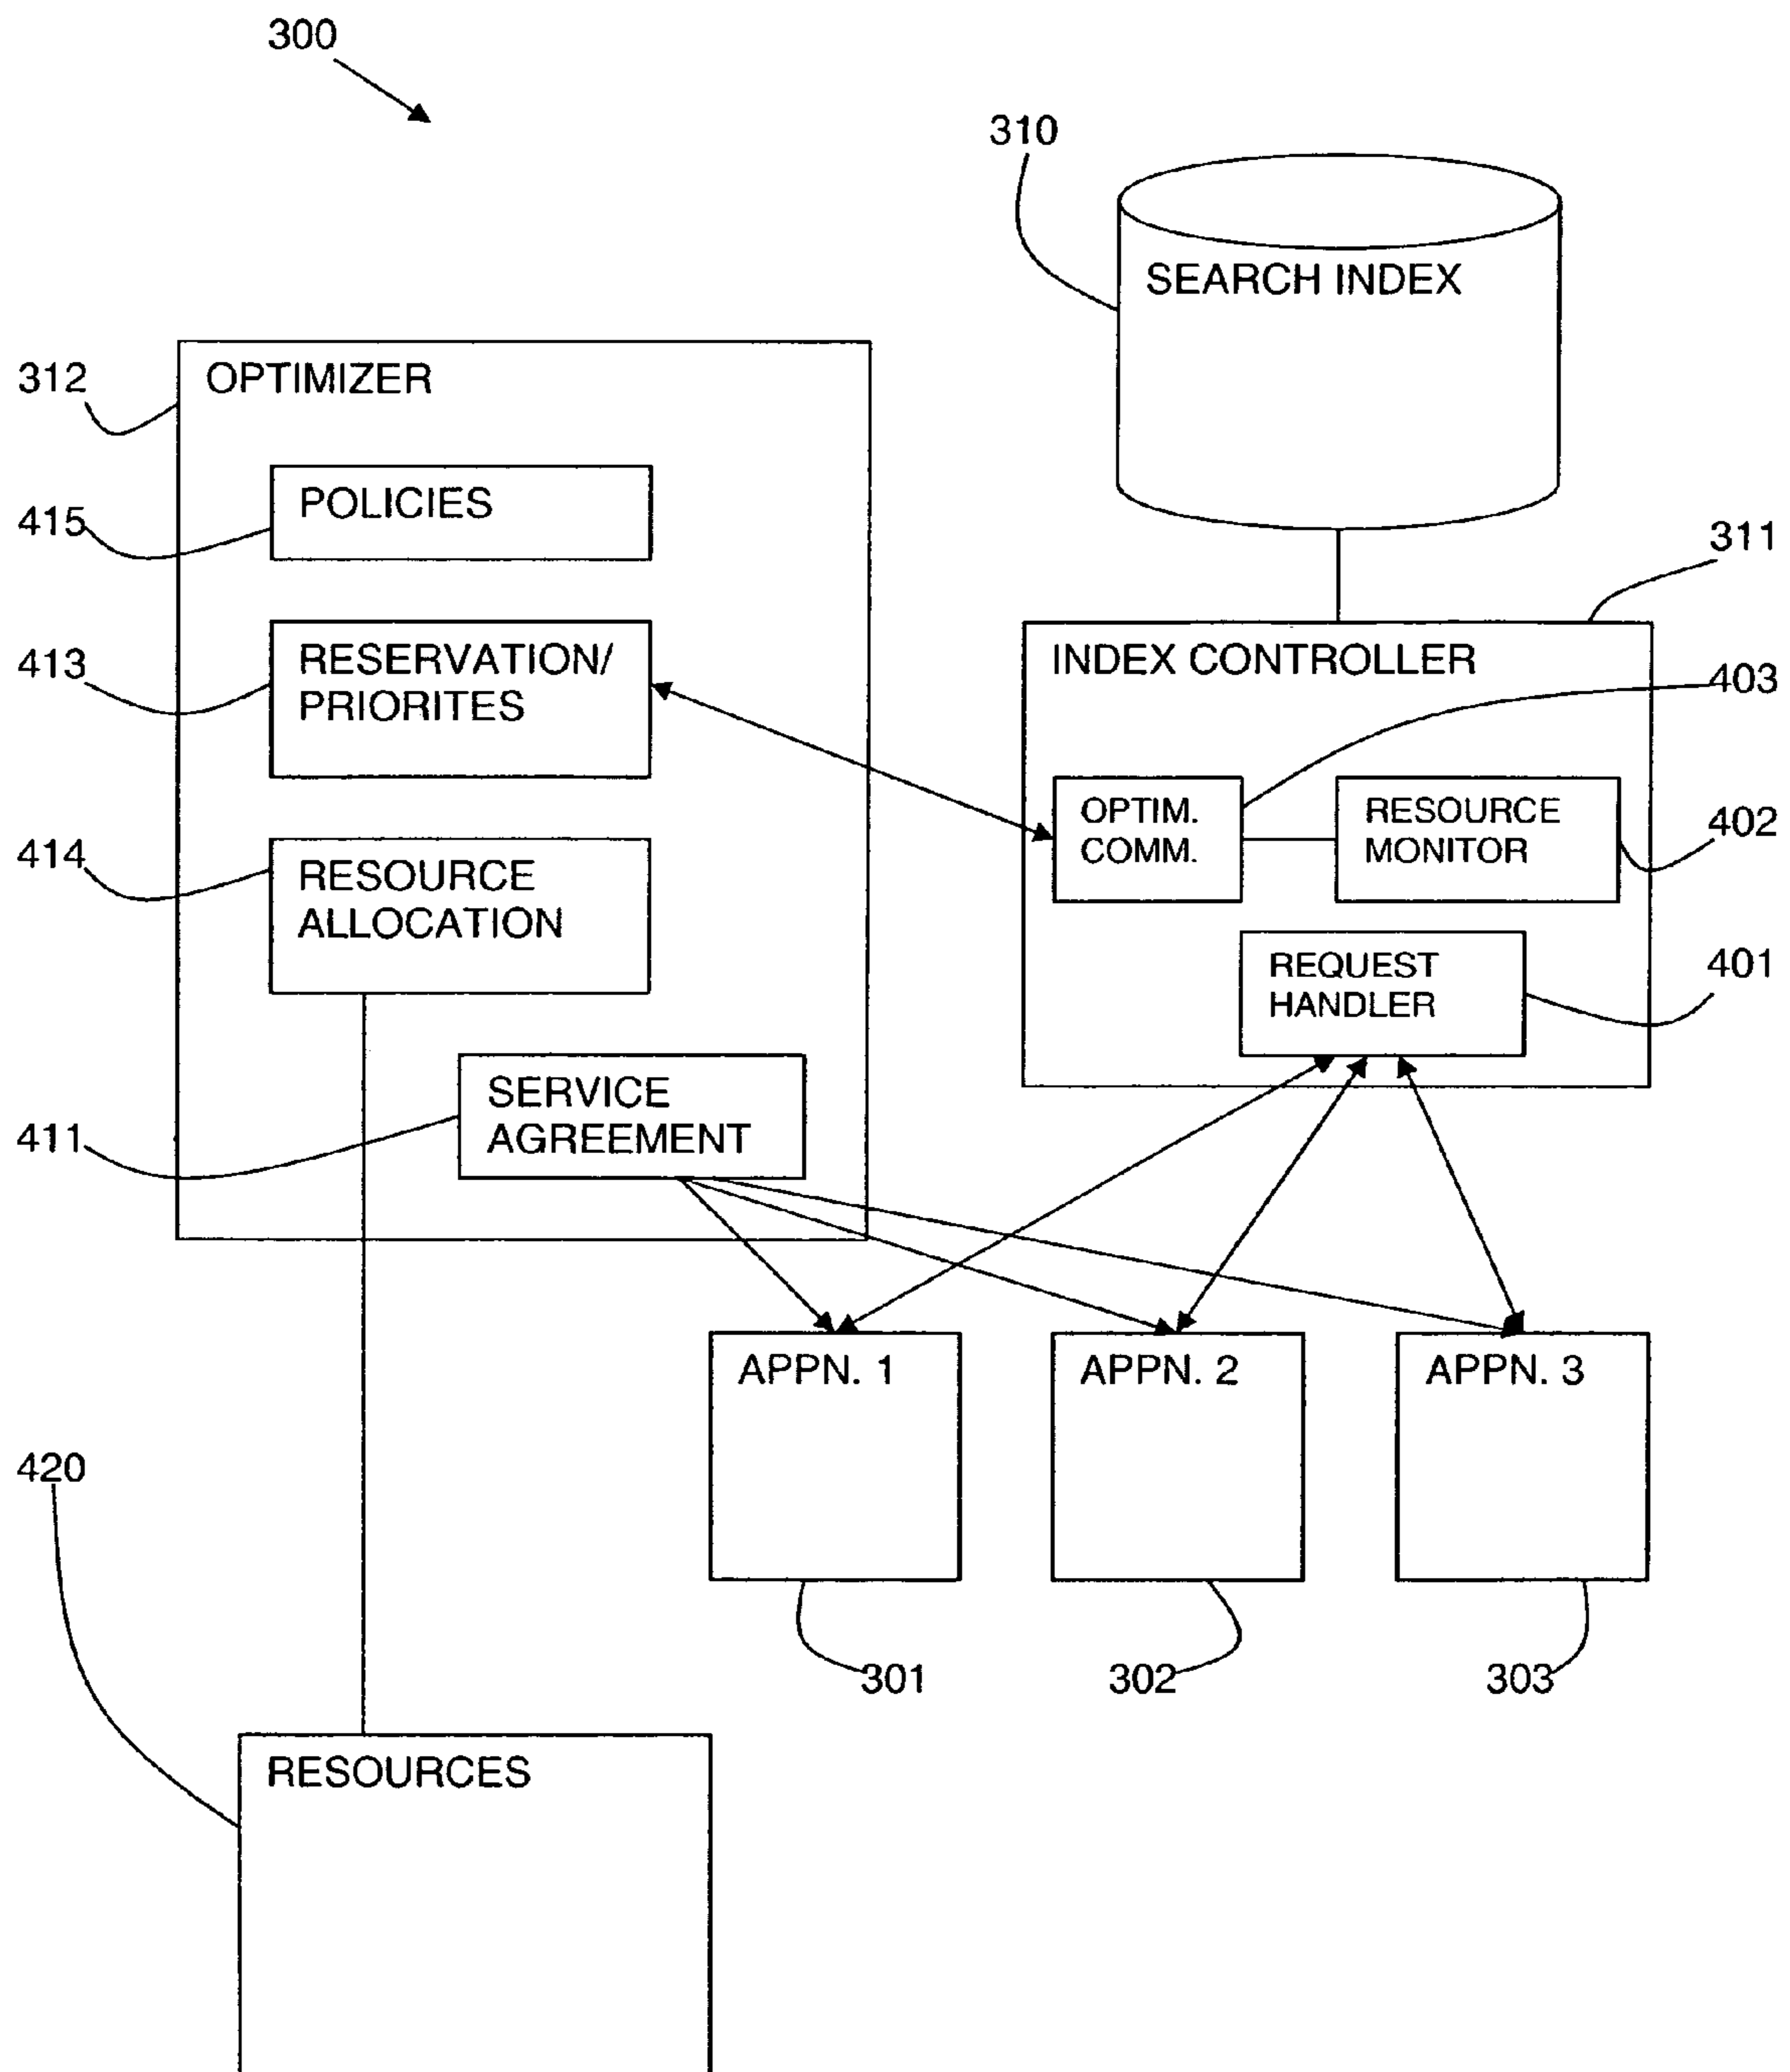 300
310
SEARCH INDEX
312
OPTIMIZER
415
POLICIES
311
413
RESERVATION/
PRIORITES
INDEX CONTROLLER
403
414
RESOURCE
ALLOCATION
OPTIM.
COMM.
RESOURCE
MONITOR
402
REQUEST
HANDLER
401
411
SERVICE
AGREEMENT
APPN. 1
APPN. 2
APPN. 3
420
301
302
303
RESOURCES